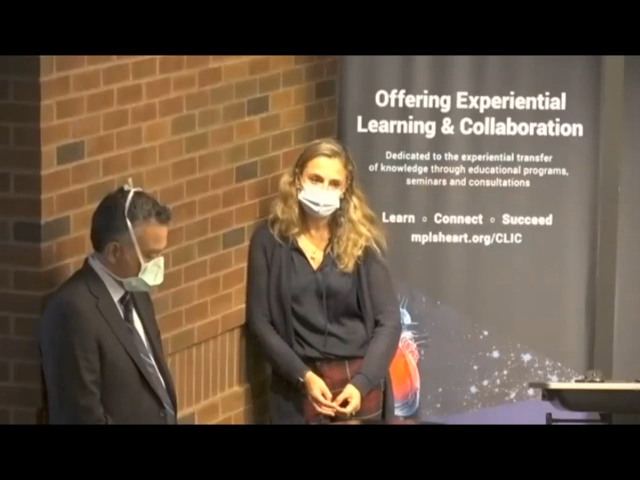 Offering Experiential
Learning & Collaboration
Dedicated to the experiential transfer
of knowledge through educational programs,
seminars and consultations
Learn ○ Connect ○ Succeed
mplsheart.org/CLIC